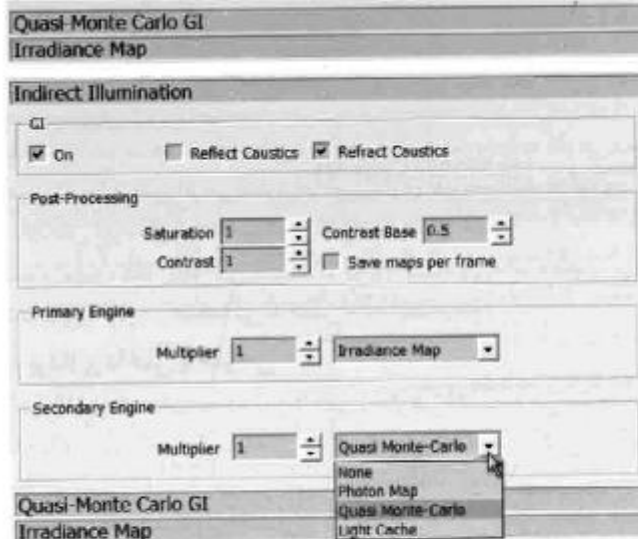 Quasi-Monte Carlo GI
Irradiance Map
Indirect Illumination
GI
On Reflect Caustics Refract Caustics
Post-Processing
Saturation 1 Contrast Base 0.5
Contrast 1 Save maps per frame
Primary Engine
Multiplier 1 Irradiance Map
Secondary Engine
Multiplier 1 Quasi Monte-Carlo
None
Photon Map
Quasi Monte-Carlo
Light Cache
Quasi-Monte Carlo GI
Irradiance Map